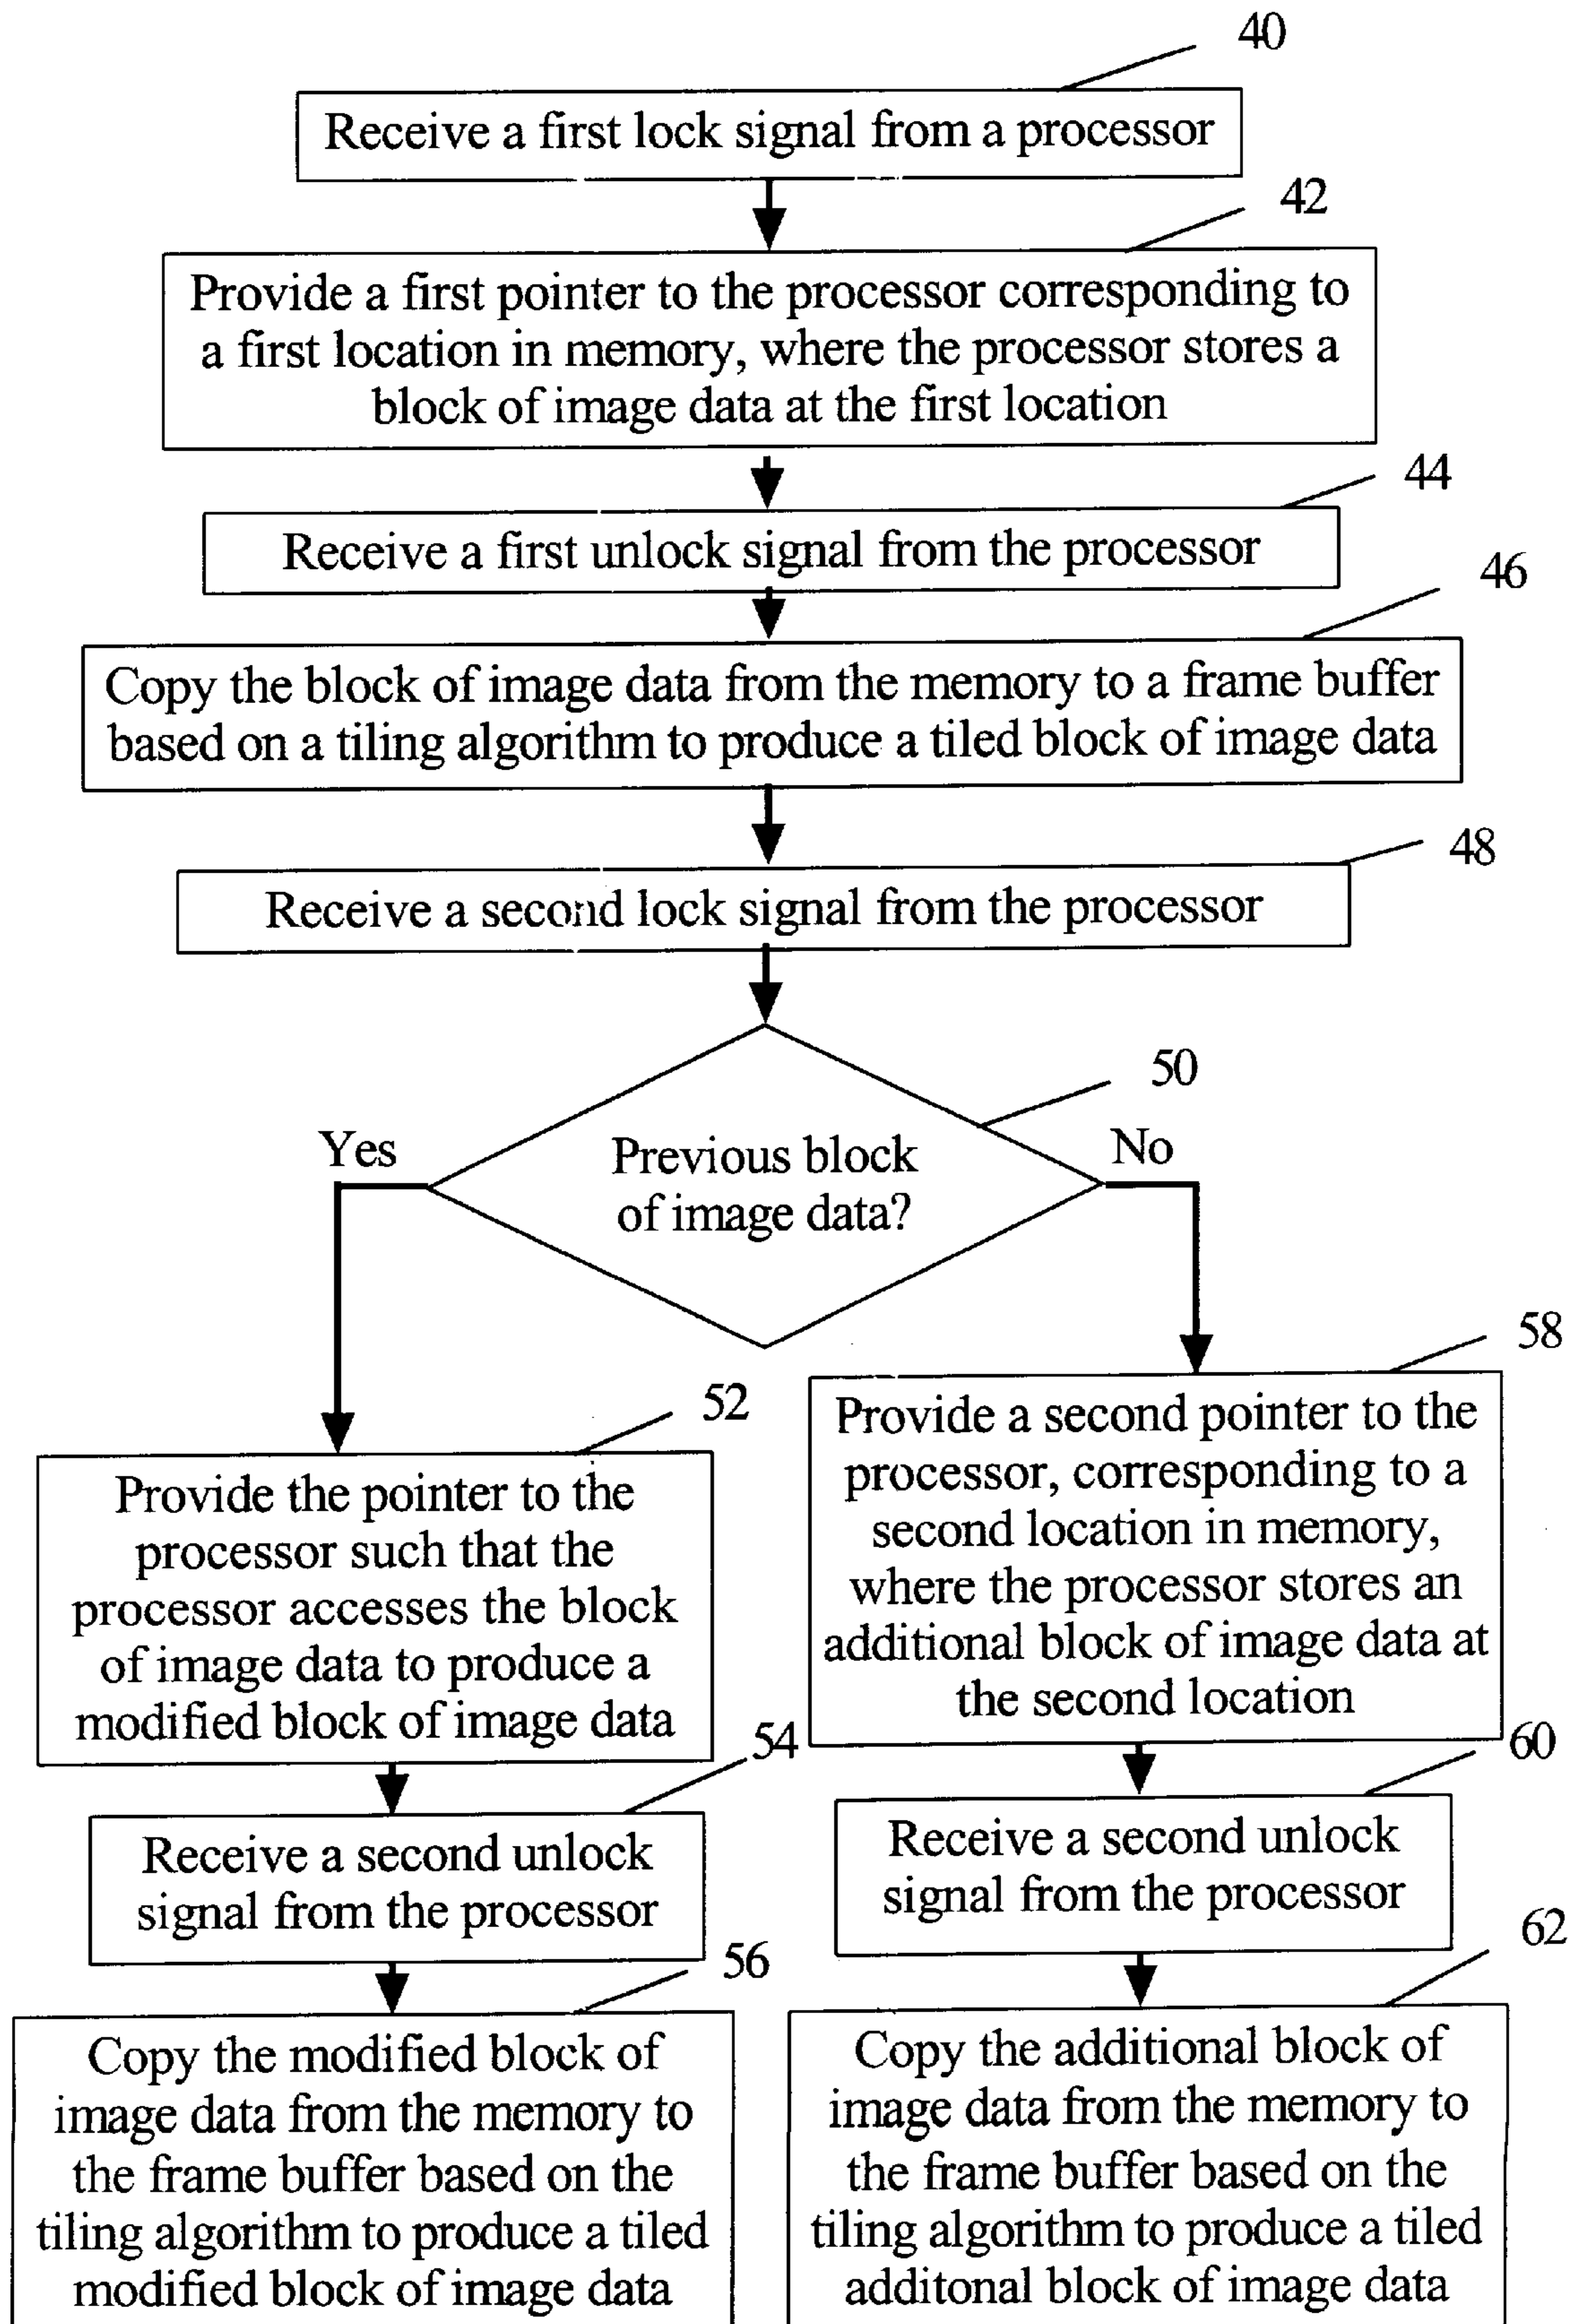 40
Receive a first lock signal from a processor
42
Provide a first pointer to the processor corresponding to
a first location in memory, where the processor stores a
block of image data at the first location
44
Receive a first unlock signal from the processor
46
Copy the block of image data from the memory to a frame buffer
based on a tiling algorithm to produce a tiled block of image data
48
Receive a second lock signal from the processor
50
Previous block
of image data?
Yes
No
52
Provide the pointer to the
processor such that the
processor accesses the block
of image data to produce a
modified block of image data
54
Receive a second unlock
signal from the processor
56
Copy the modified block of
image data from the memory to
the frame buffer based on the
tiling algorithm to produce a tiled
modified block of image data
58
Provide a second pointer to the
processor, corresponding to a
second location in memory,
where the processor stores an
additional block of image data at
the second location
60
Receive a second unlock
signal from the processor
62
Copy the additional block of
image data from the memory to
the frame buffer based on the
tiling algorithm to produce a tiled
additonal block of image data